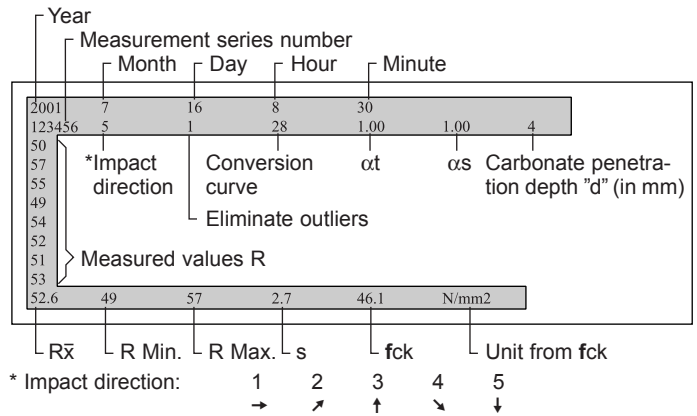 Year
Measurement series number
Month Day Hour Minute
2001 7 16 8 30
123456 5 1 28 1.00 1.00 4
50
57
55
49
54
52
51
53
*Impact direction
Conversion curve
αt
αs
Carbonate penetra-
tion depth "d" (in mm)
Eliminate outliers
Measured values R
52.6 49 57 2.7 46.1 N/mm2
Rx̅ R Min. R Max. s fck Unit from fck
* Impact direction: 1 2 3 4 5
→ ↗ ↑ ↘ ↓